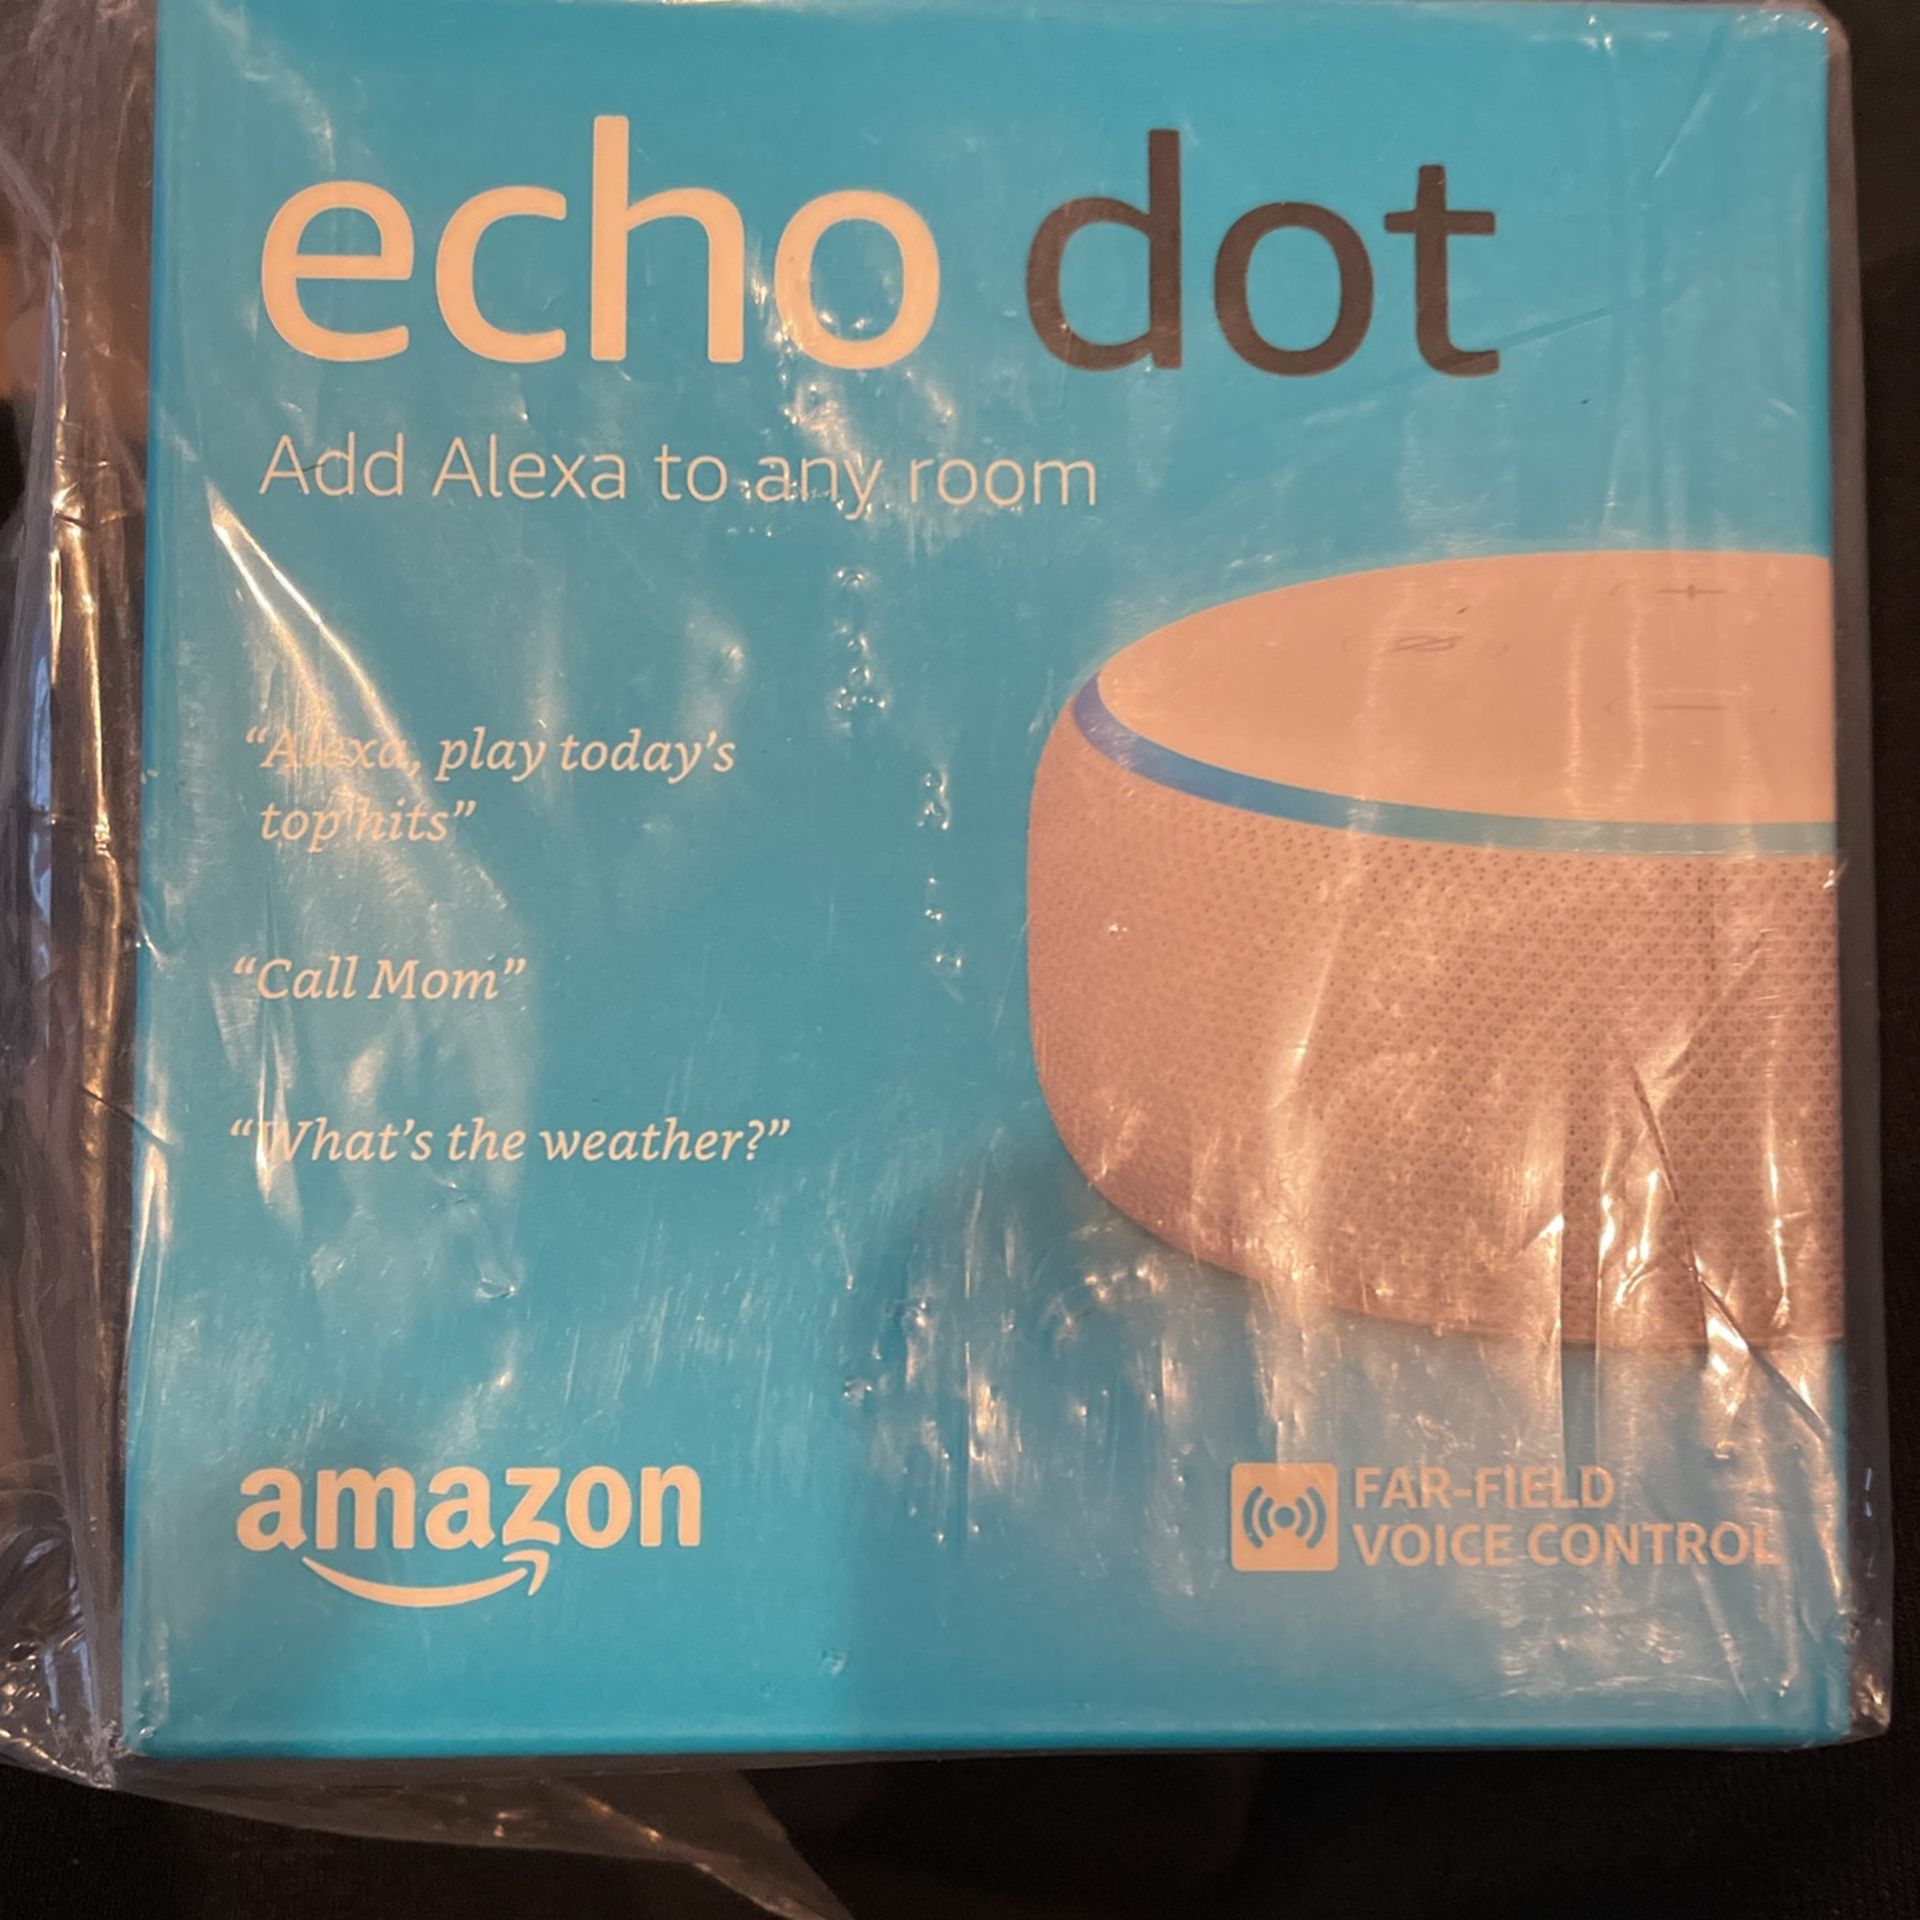 echo dot
Add Alexa to any room
“Alexa, play today’s
top hits”
“Call Mom”
“What’s the weather?”
amazon
FAR-FIELD
VOICE CONTROL